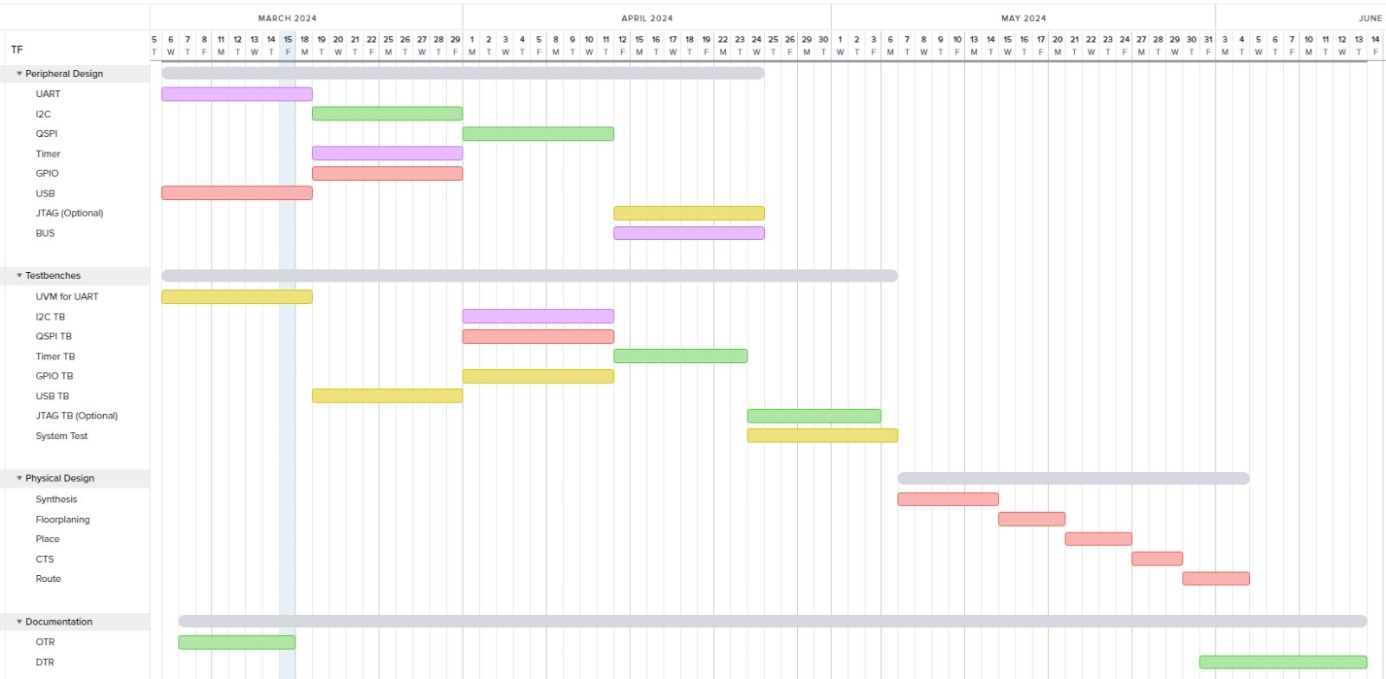 MARCH 2024 APRIL 2024 MAY 2024 JUNE
5 6 7 8 11 12 13 14 15 18 19 20 21 22 25 26 27 28 29 1 2 3 4 5 8 9 10 11 12 15 16 17 18 19 22 23 24 25 26 29 30 1 2 3 6 7 8 9 10 13 14 15 16 17 20 21 22 23 24 27 28 29 30 31 3 4 5 6 7 10 11 12 13 14
TF T W T F M T W T F M T W T F M T W T F M T W T F M T W T F M T W T F M T W T F M T W T F M T W T F M T W T F M T W T F M T W T F M T W T F M T W T F
Peripheral Design
UART
I2C
QSPI
Timer
GPIO
USB
JTAG (Optional)
BUS
Testbenches
UVM for UART
I2C TB
QSPI TB
Timer TB
GPIO TB
USB TB
JTAG TB (Optional)
System Test
Physical Design
Synthesis
Floorplaning
Place
CTS
Route
Documentation
OTR
DTR